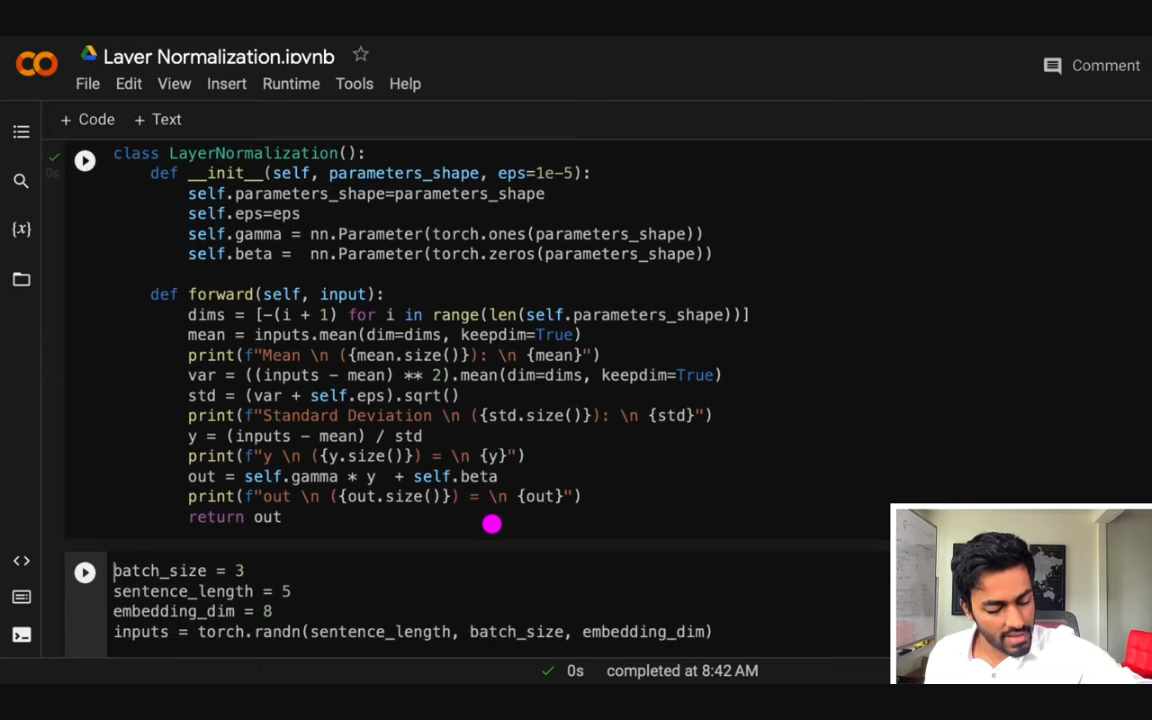 Layer Normalization.ipynb
Comment
File Edit View Insert Runtime Tools Help
+ Code + Text
class LayerNormalization():
    def __init__(self, parameters_shape, eps=1e-5):
        self.parameters_shape=parameters_shape
        self.eps=eps
        self.gamma = nn.Parameter(torch.ones(parameters_shape))
        self.beta =  nn.Parameter(torch.zeros(parameters_shape))
    def forward(self, input):
        dims = [-(i + 1) for i in range(len(self.parameters_shape))]
        mean = inputs.mean(dim=dims, keepdim=True)
        print(f"Mean \n ({mean.size()}): \n {mean}")
        var = ((inputs - mean) ** 2).mean(dim=dims, keepdim=True)
        std = (var + self.eps).sqrt()
        print(f"Standard Deviation \n ({std.size()}): \n {std}")
        y = (inputs - mean) / std
        print(f"y \n ({y.size()}) = \n {y}")
        out = self.gamma * y  + self.beta
        print(f"out \n ({out.size()}) = \n {out}")
        return out
batch_size = 3
sentence_length = 5
embedding_dim = 8
inputs = torch.randn(sentence_length, batch_size, embedding_dim)
0s completed at 8:42 AM